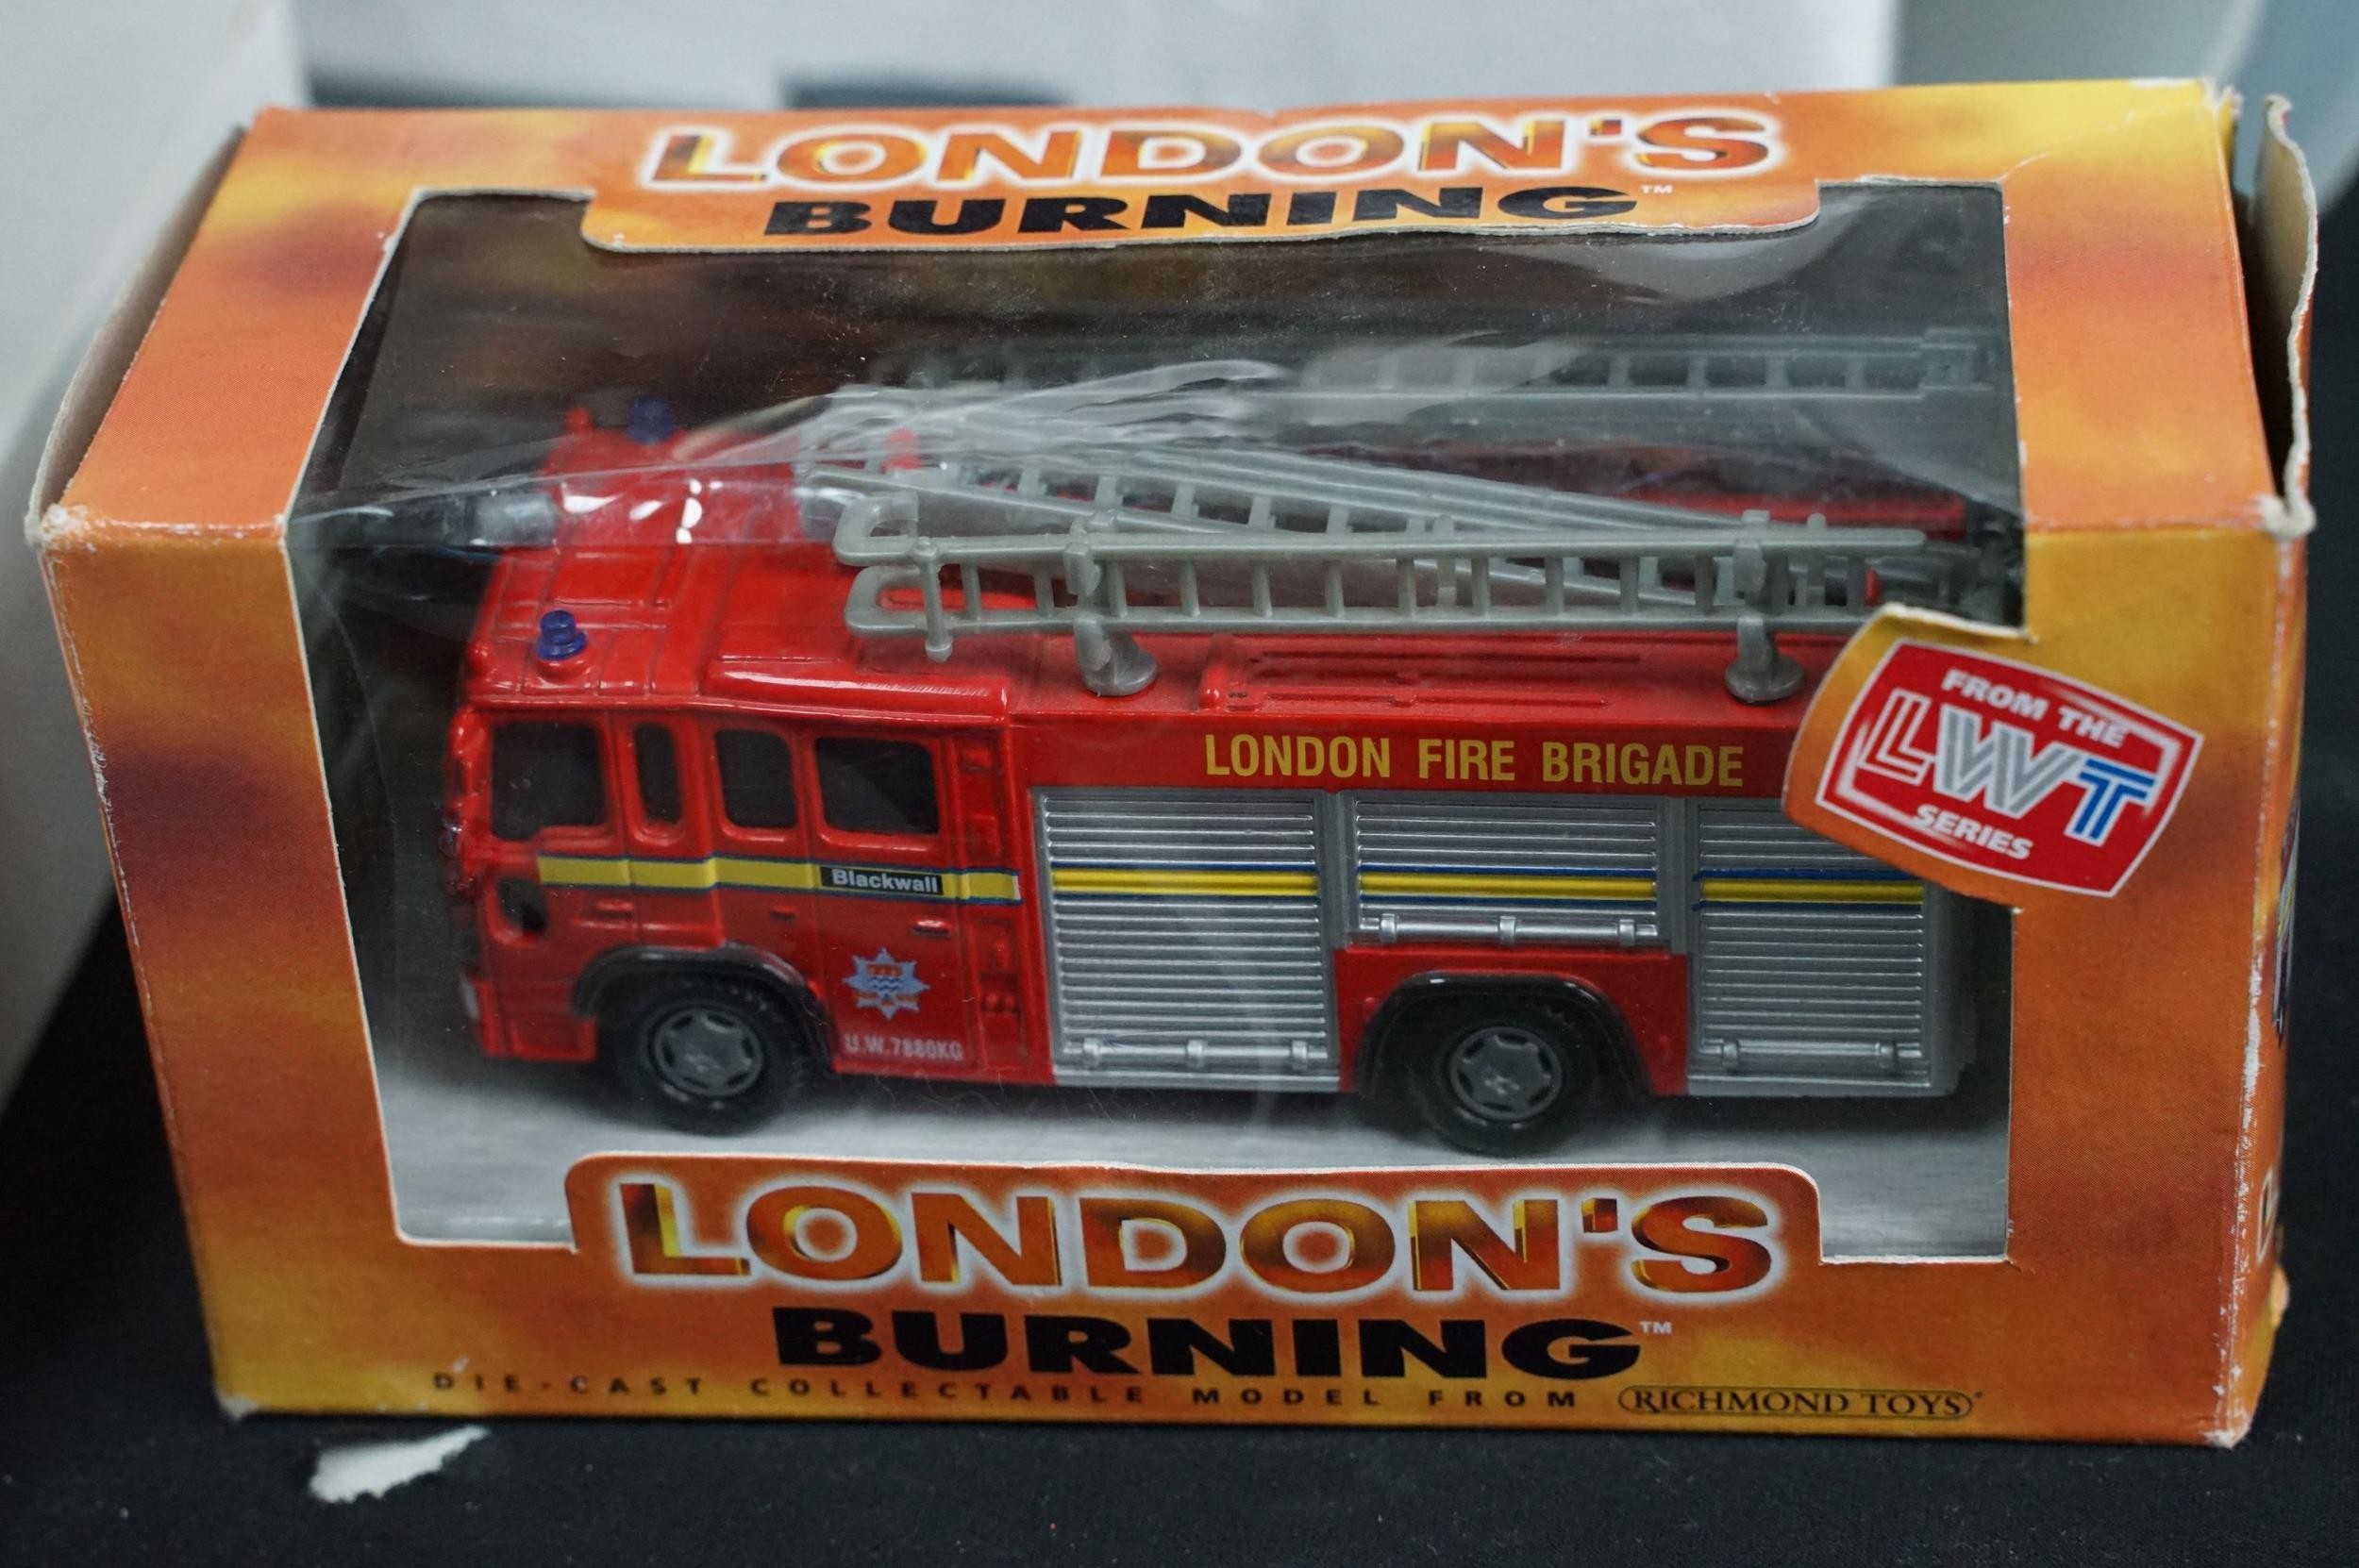 LONDON'S
BURNING™
LONDON FIRE BRIGADE
Blackwall
U.W. 7880KG
FROM THE
LWT
SERIES
LONDON'S
BURNING™
DIE-CAST COLLECTABLE MODEL FROM RICHMOND TOYS